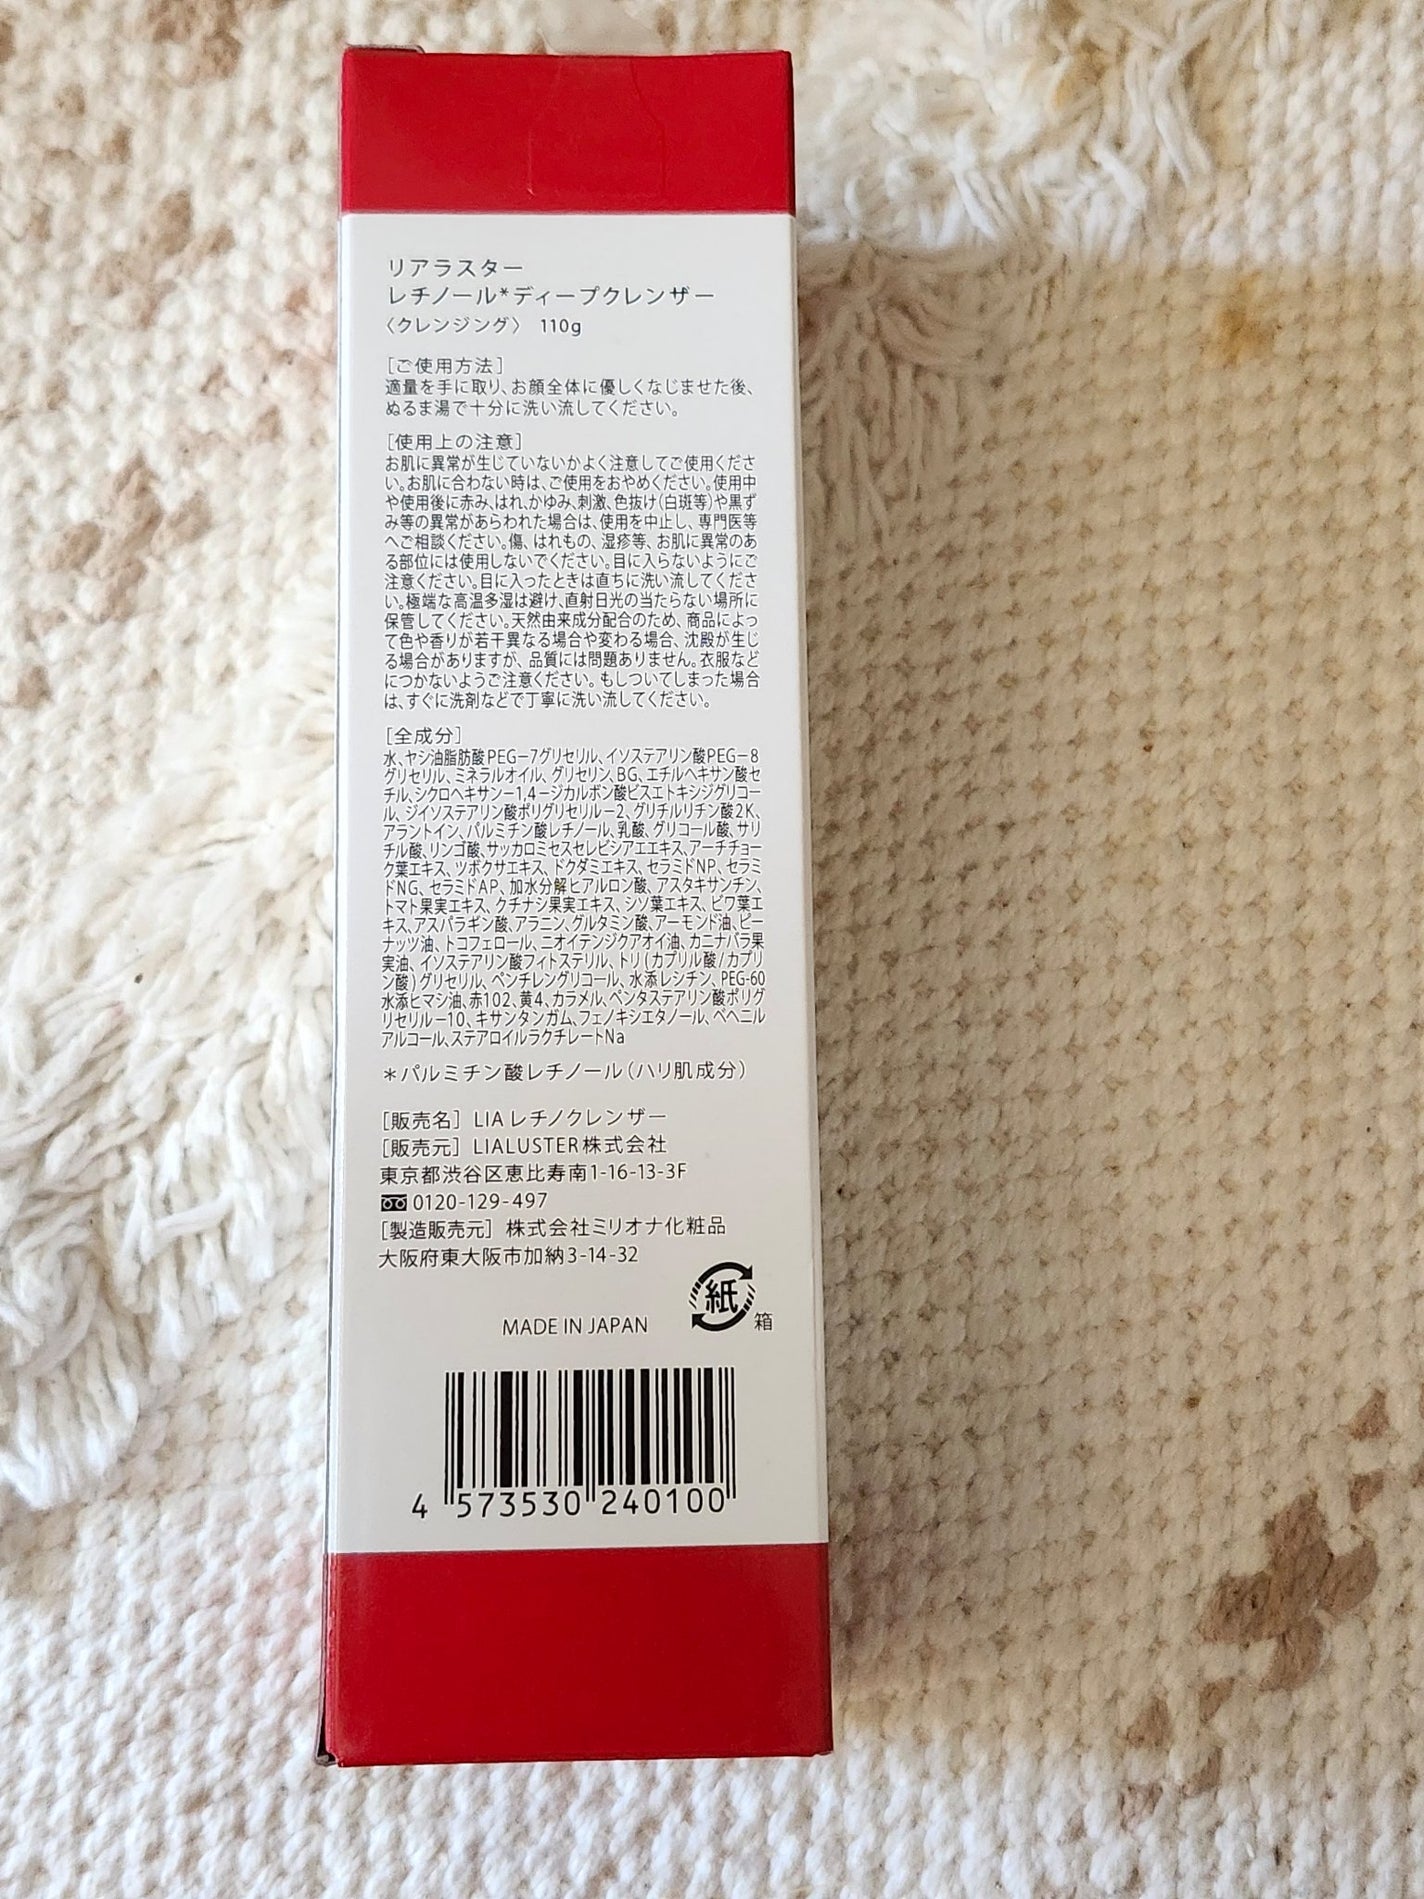 リアラスター
レチノール*ディープクレンザー
〈クレンジング〉 110g
[ご使用方法]
適量を手に取り、お顔全体に優しくなじませた後、
ぬるま湯で十分に洗い流してください。
[使用上の注意]
お肌に異常が生じていないかよく注意してご使用くださ
い。お肌に合わない時は、ご使用をおやめください。使用中
や使用後に赤み、はれ、かゆみ、刺激、色抜け(白斑等)や黒ず
み等の異常があらわれた場合は、使用を中止し、専門医等
へご相談ください。傷、はれもの、湿疹等、お肌に異常のあ
る部位には使用しないでください。目に入らないようにご
注意ください。目に入ったときは直ちに洗い流してくださ
い。極端な高温多湿は避け、直射日光の当たらない場所に
保管してください。天然由来成分配合のため、商品によっ
て色や香りが若干異なる場合や変わる場合、沈殿が生じ
る場合がありますが、品質には問題ありません。衣服など
につかないようご注意ください。もしついてしまった場合
は、すぐに洗剤などで丁寧に洗い流してください。
[全成分]
水、ヤシ油脂肪酸PEG-7グリセリル、イソステアリン酸PEG-8
グリセリル、ミネラルオイル、グリセリン、BG、エチルヘキサン酸セ
チル、シクロヘキサン-1,4-ジカルボン酸ビスエトキシジグリコー
ル、ジイソステアリン酸ポリグリセリル-2、グリチルリチン酸2K、
アラントイン、パルミチン酸レチノール、乳酸、グリコール酸、サリ
チル酸、リンゴ酸、サッカロミセスセレビシアエエキス、アーチチョー
ク葉エキス、ツボクサエキス、ドクダミエキス、セラミドNP、セラミ
ドNG、セラミドAP、加水分解ヒアルロン酸、アスタキサンチン、
トマト果実エキス、クチナシ果実エキス、シソ葉エキス、ビワ葉エ
キス、アスパラギン酸、アラニン、グルタミン酸、アーモンド油、ピー
ナッツ油、トコフェロール、ニオイテンジクアオイ油、カニナバラ果
実油、イソステアリン酸フィトステリル、トリ(カプリル酸/カプリ
ン酸)グリセリル、ペンチレングリコール、水添レシチン、PEG-60
水添ヒマシ油、赤102、黄4、カラメル、ペンタステアリン酸ポリグ
リセリル-10、キサンタンガム、フェノキシエタノール、ベヘニル
アルコール、ステアロイルラクチレートNa
*パルミチン酸レチノール(ハリ肌成分)
[販売名] LIA レチノクレンザー
[販売元] LIALUSTER株式会社
東京都渋谷区恵比寿南1-16-13-3F
0120-129-497
[製造販売元] 株式会社ミリオナ化粧品
大阪府東大阪市加納3-14-32
紙
箱
MADE IN JAPAN
4 573530 240100